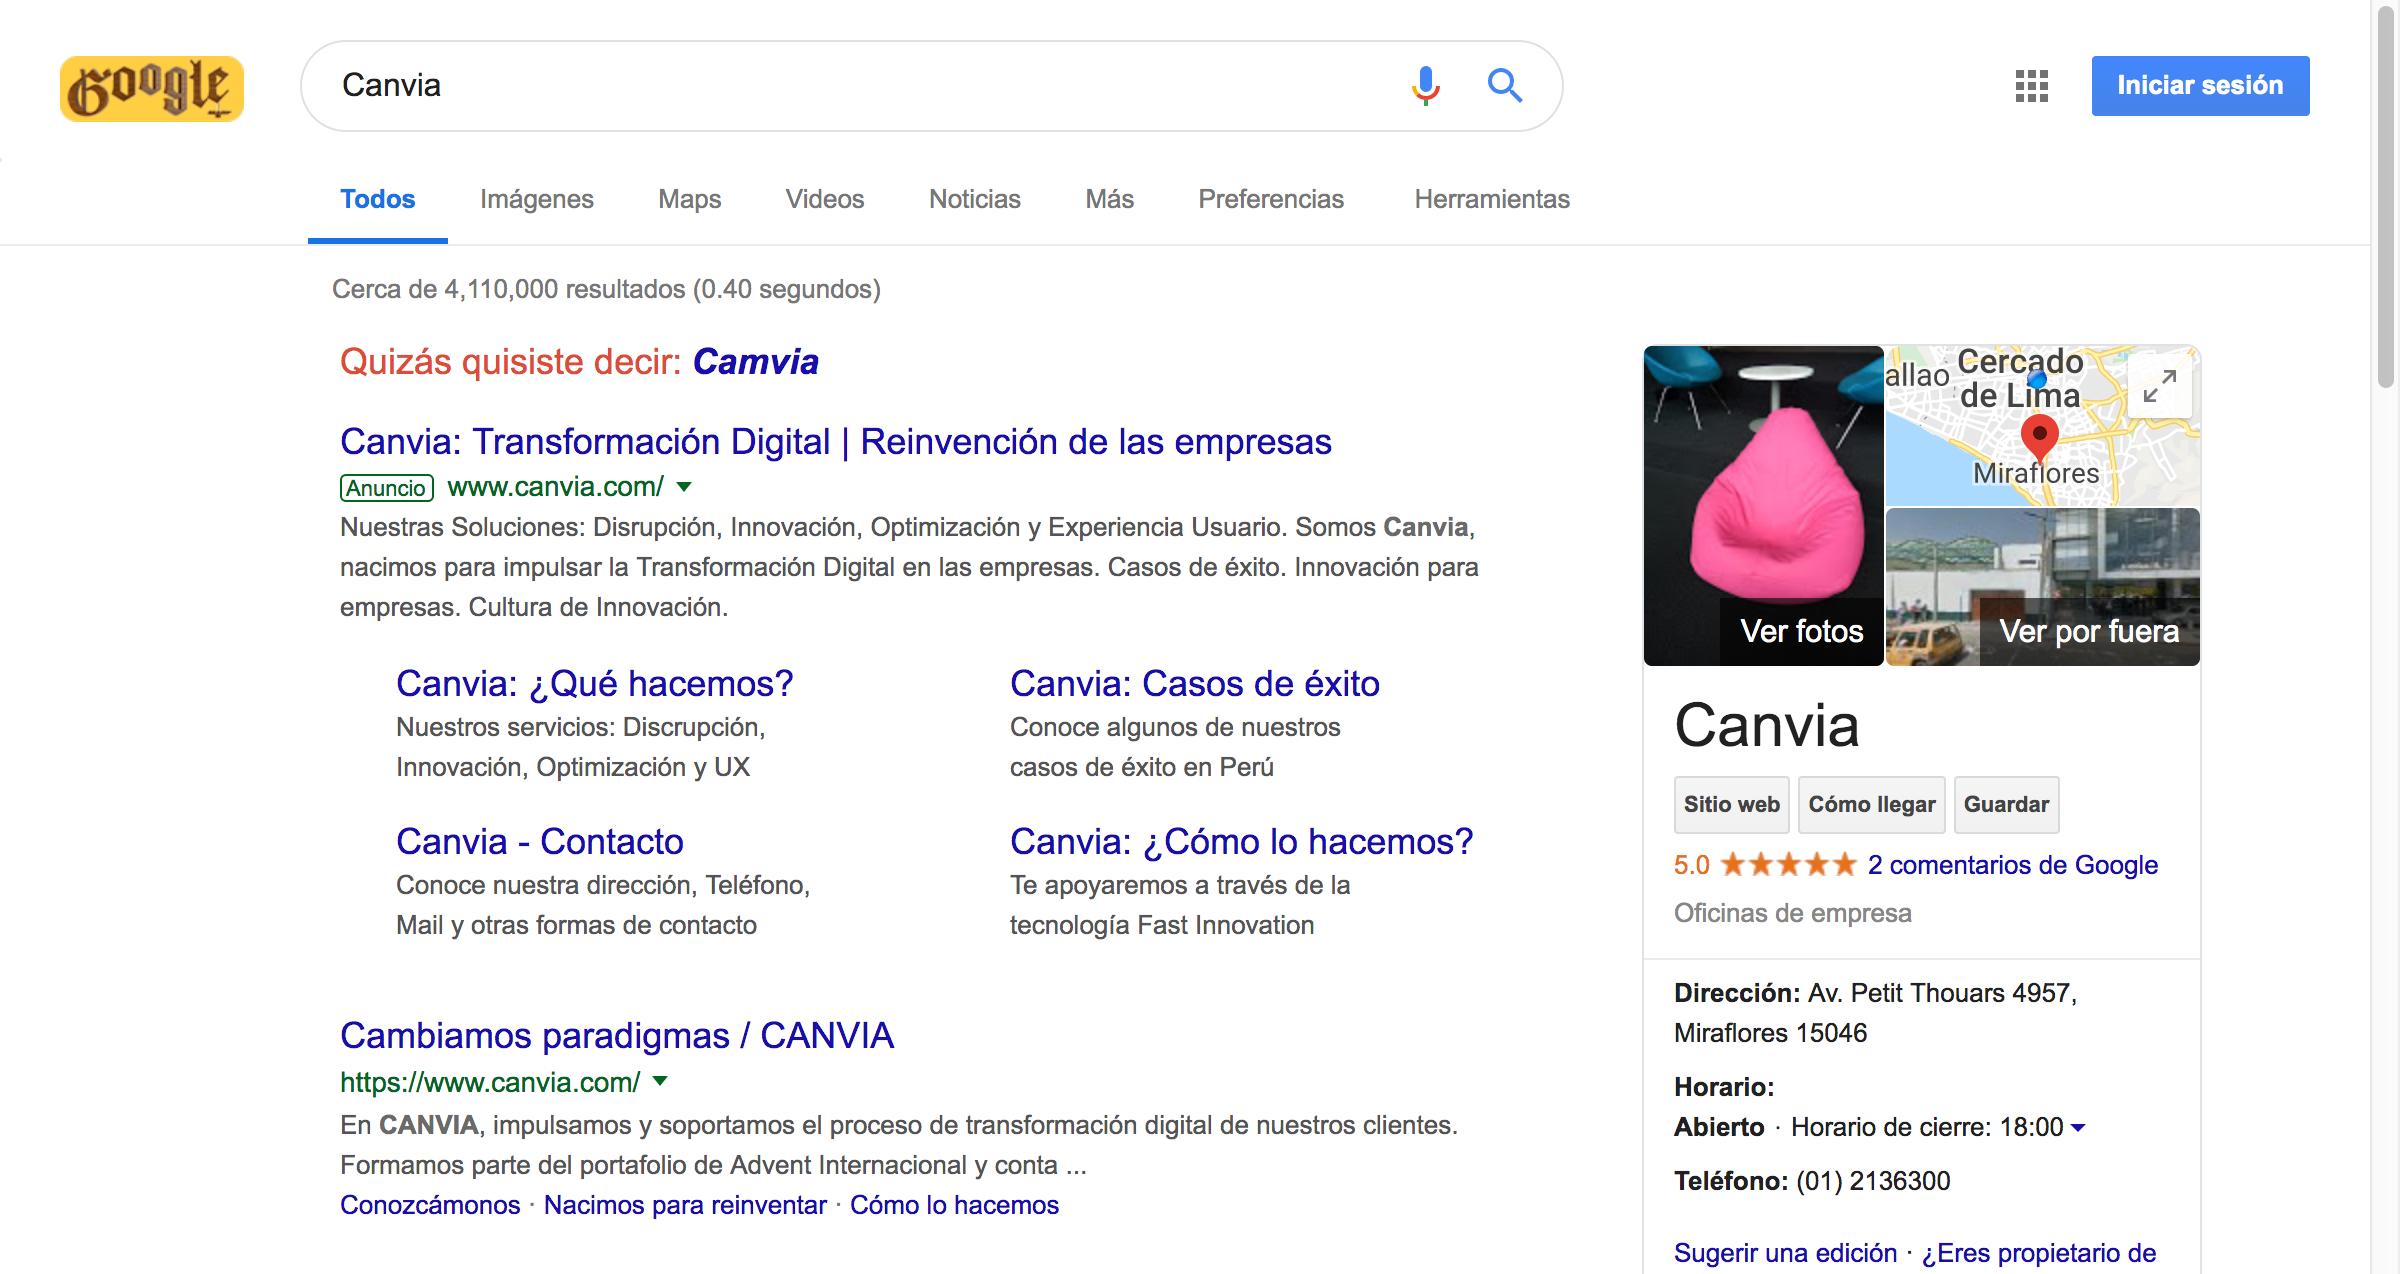 Google
Canvia
Iniciar sesión
Todos
Imágenes
Maps
Videos
Noticias
Más
Preferencias
Herramientas
Cerca de 4,110,000 resultados (0.40 segundos)
Quizás quisiste decir: Camvia
Canvia: Transformación Digital | Reinvención de las empresas
Anuncio www.canvia.com/
Nuestras Soluciones: Disrupción, Innovación, Optimización y Experiencia Usuario. Somos Canvia,
nacimos para impulsar la Transformación Digital en las empresas. Casos de éxito. Innovación para
empresas. Cultura de Innovación.
Canvia: ¿Qué hacemos?
Nuestros servicios: Discrupción,
Innovación, Optimización y UX
Canvia: Casos de éxito
Conoce algunos de nuestros
casos de éxito en Perú
Canvia - Contacto
Conoce nuestra dirección, Teléfono,
Mail y otras formas de contacto
Canvia: ¿Cómo lo hacemos?
Te apoyaremos a través de la
tecnología Fast Innovation
Cambiamos paradigmas / CANVIA
https://www.canvia.com/
En CANVIA, impulsamos y soportamos el proceso de transformación digital de nuestros clientes.
Formamos parte del portafolio de Advent Internacional y conta ...
Conozcámonos · Nacimos para reinventar · Cómo lo hacemos
allao
Cercado
de Lima
Miraflores
Ver fotos
Ver por fuera
Canvia
Sitio web
Cómo llegar
Guardar
5.0 2 comentarios de Google
Oficinas de empresa
Dirección: Av. Petit Thouars 4957,
Miraflores 15046
Horario:
Abierto · Horario de cierre: 18:00
Teléfono: (01) 2136300
Sugerir una edición · ¿Eres propietario de